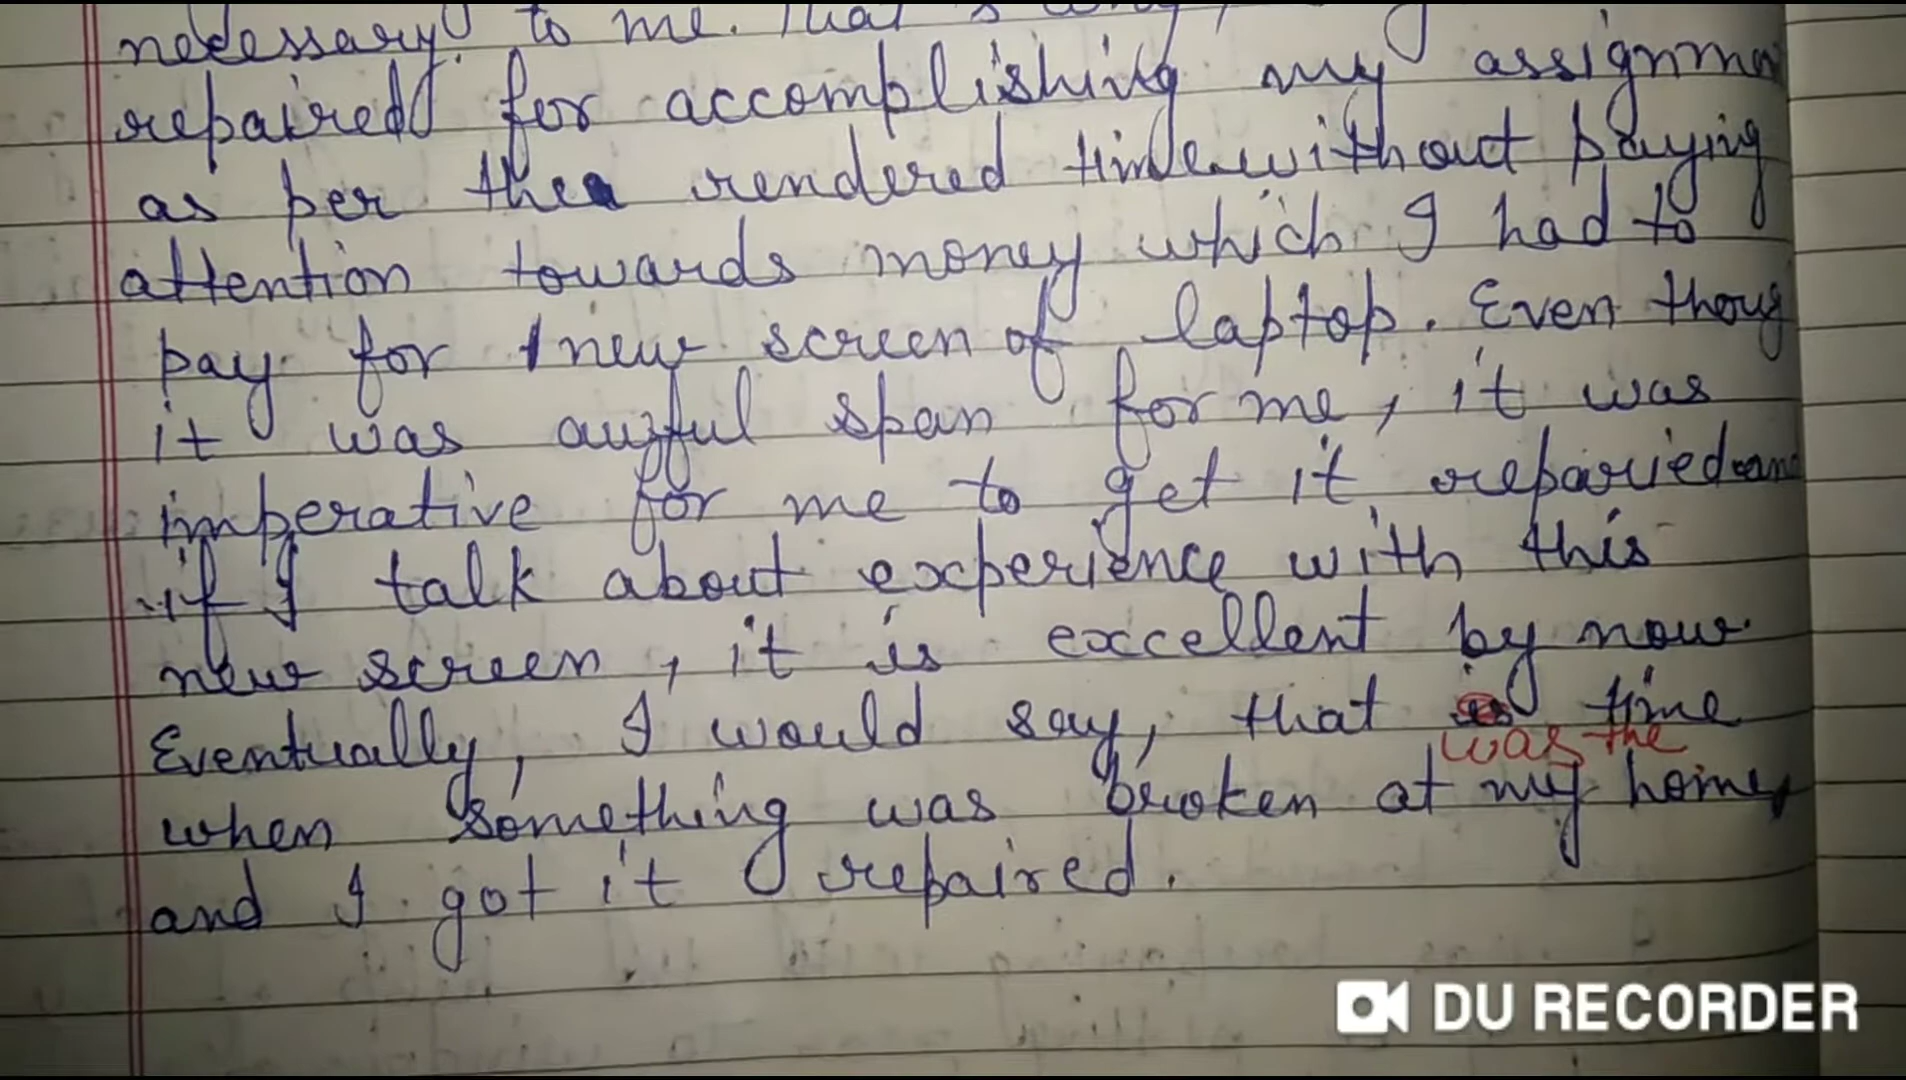 necessary to me. That's why,
repaired for accomplishing my assignme
as per the rendered time without paying
attention towards money which I had to
pay for new screen of laptop. Even thoug
it was awful span for me, it was
imperative for me to get it reparied and
if I talk about experience with this
new screen, it is excellent by now.
Eventually, I would say, that is time
was the
when something was broken at my home,
and I got it repaired.
DU RECORDER